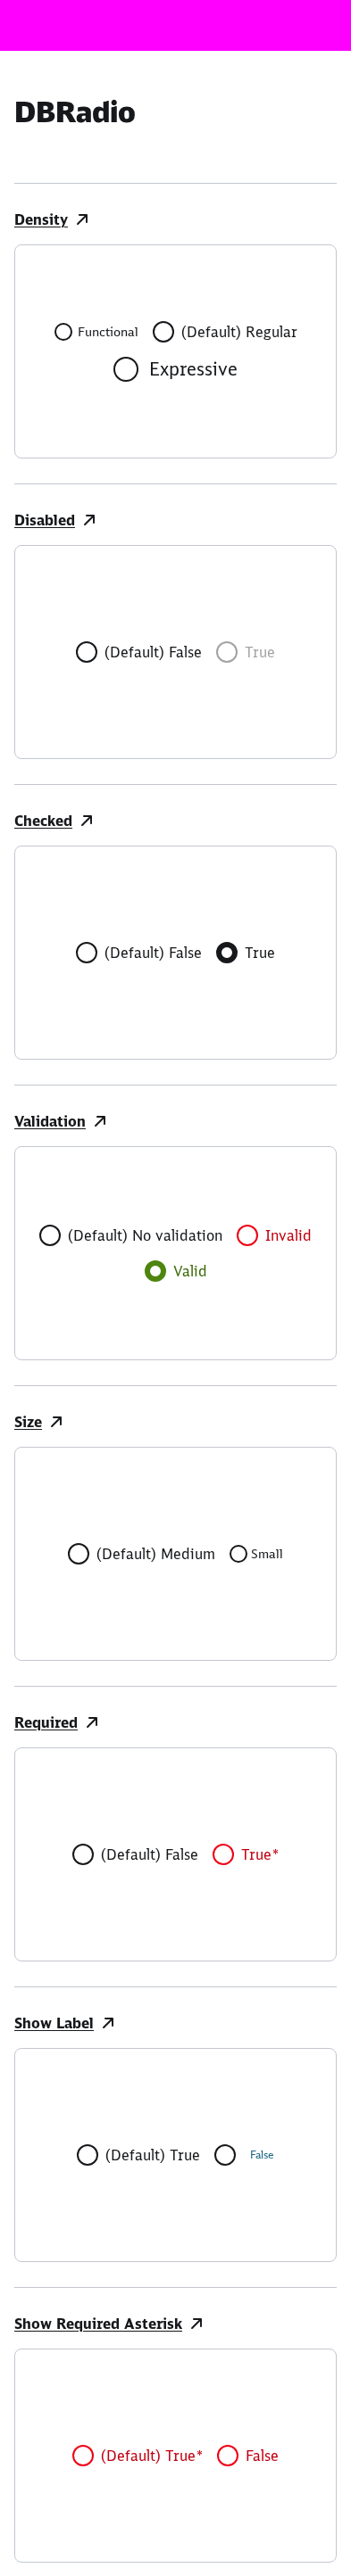 DBRadio
Density
Functional (Default) Regular
Expressive
Disabled
(Default) False True
Checked
(Default) False True
Validation
(Default) No validation Invalid
Valid
Size
(Default) Medium Small
Required
(Default) False True*
Show Label
(Default) True False
Show Required Asterisk
(Default) True* False